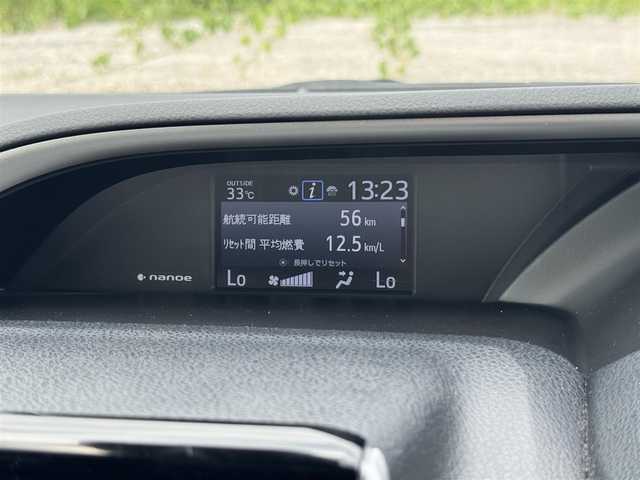 OUTSIDE
33℃ i 13:23
航続可能距離 56 km
ﾘｾｯﾄ間 平均燃費 12.5 km/L
長押しでリセット
Lo Lo
nanoe